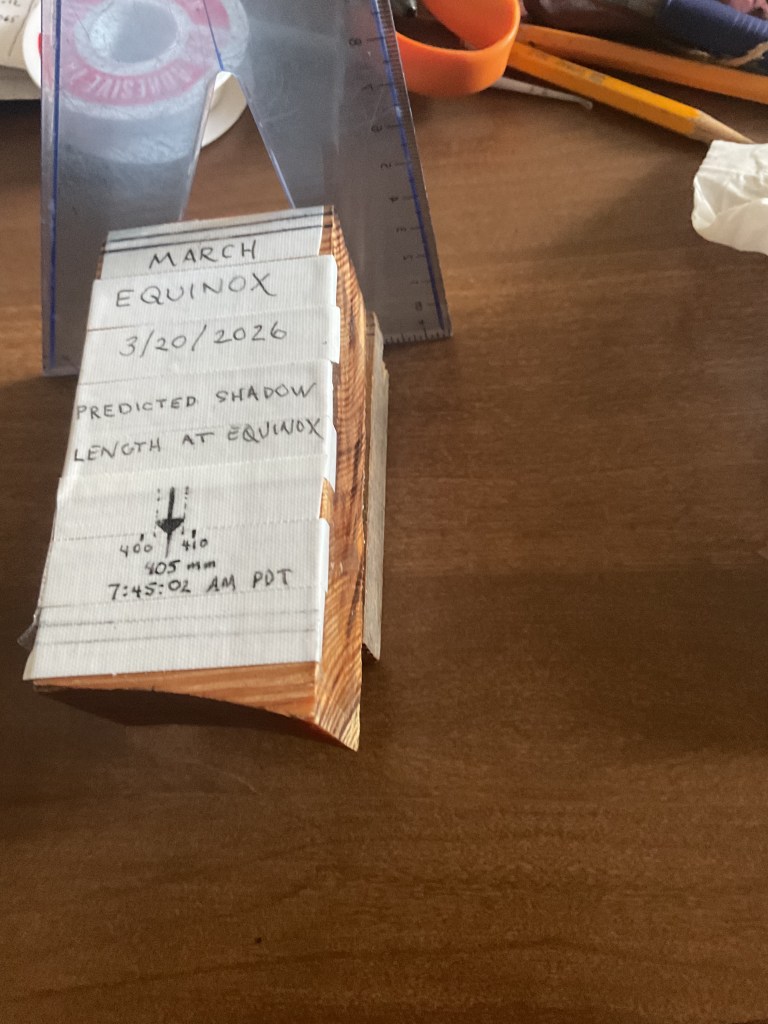 ADHESIVE
MARCH
EQUINOX
3/20/2026
PREDICTED SHADOW
LENGTH AT EQUINOX
400 410
405 mm
7:45:02 AM PDT